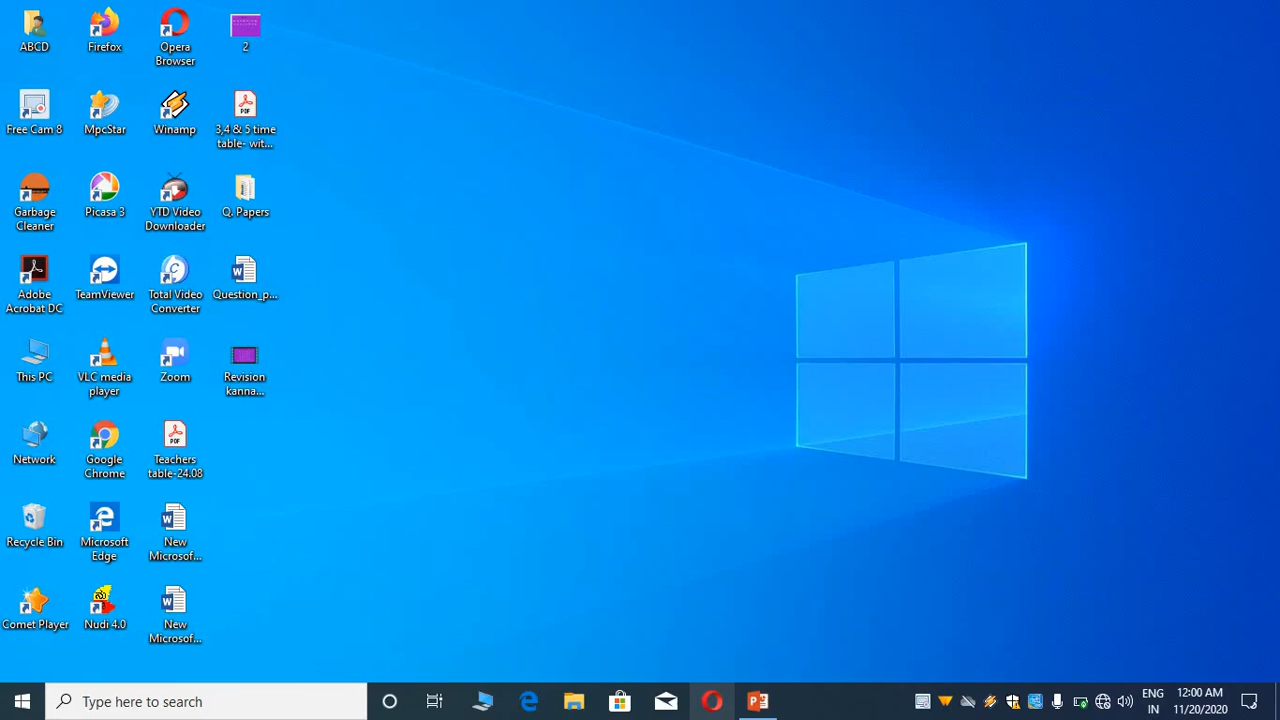 ABCD
Firefox
Opera
Browser
2
Free Cam 8
MpcStar
Winamp
PDF
3,4 & 5 time
table- wit...
Garbage
Cleaner
Picasa 3
YTD Video
Downloader
Q. Papers
Adobe
Acrobat DC
TeamViewer
Total Video
Converter
Question_p...
This PC
VLC media
player
Zoom
Revision
kanna...
Network
Google
Chrome
PDF
Teachers
table-24.08
Recycle Bin
Microsoft
Edge
New
Microsof...
Comet Player
Nudi 4.0
New
Microsof...
Type here to search
ENG
IN
12:00 AM
11/20/2020